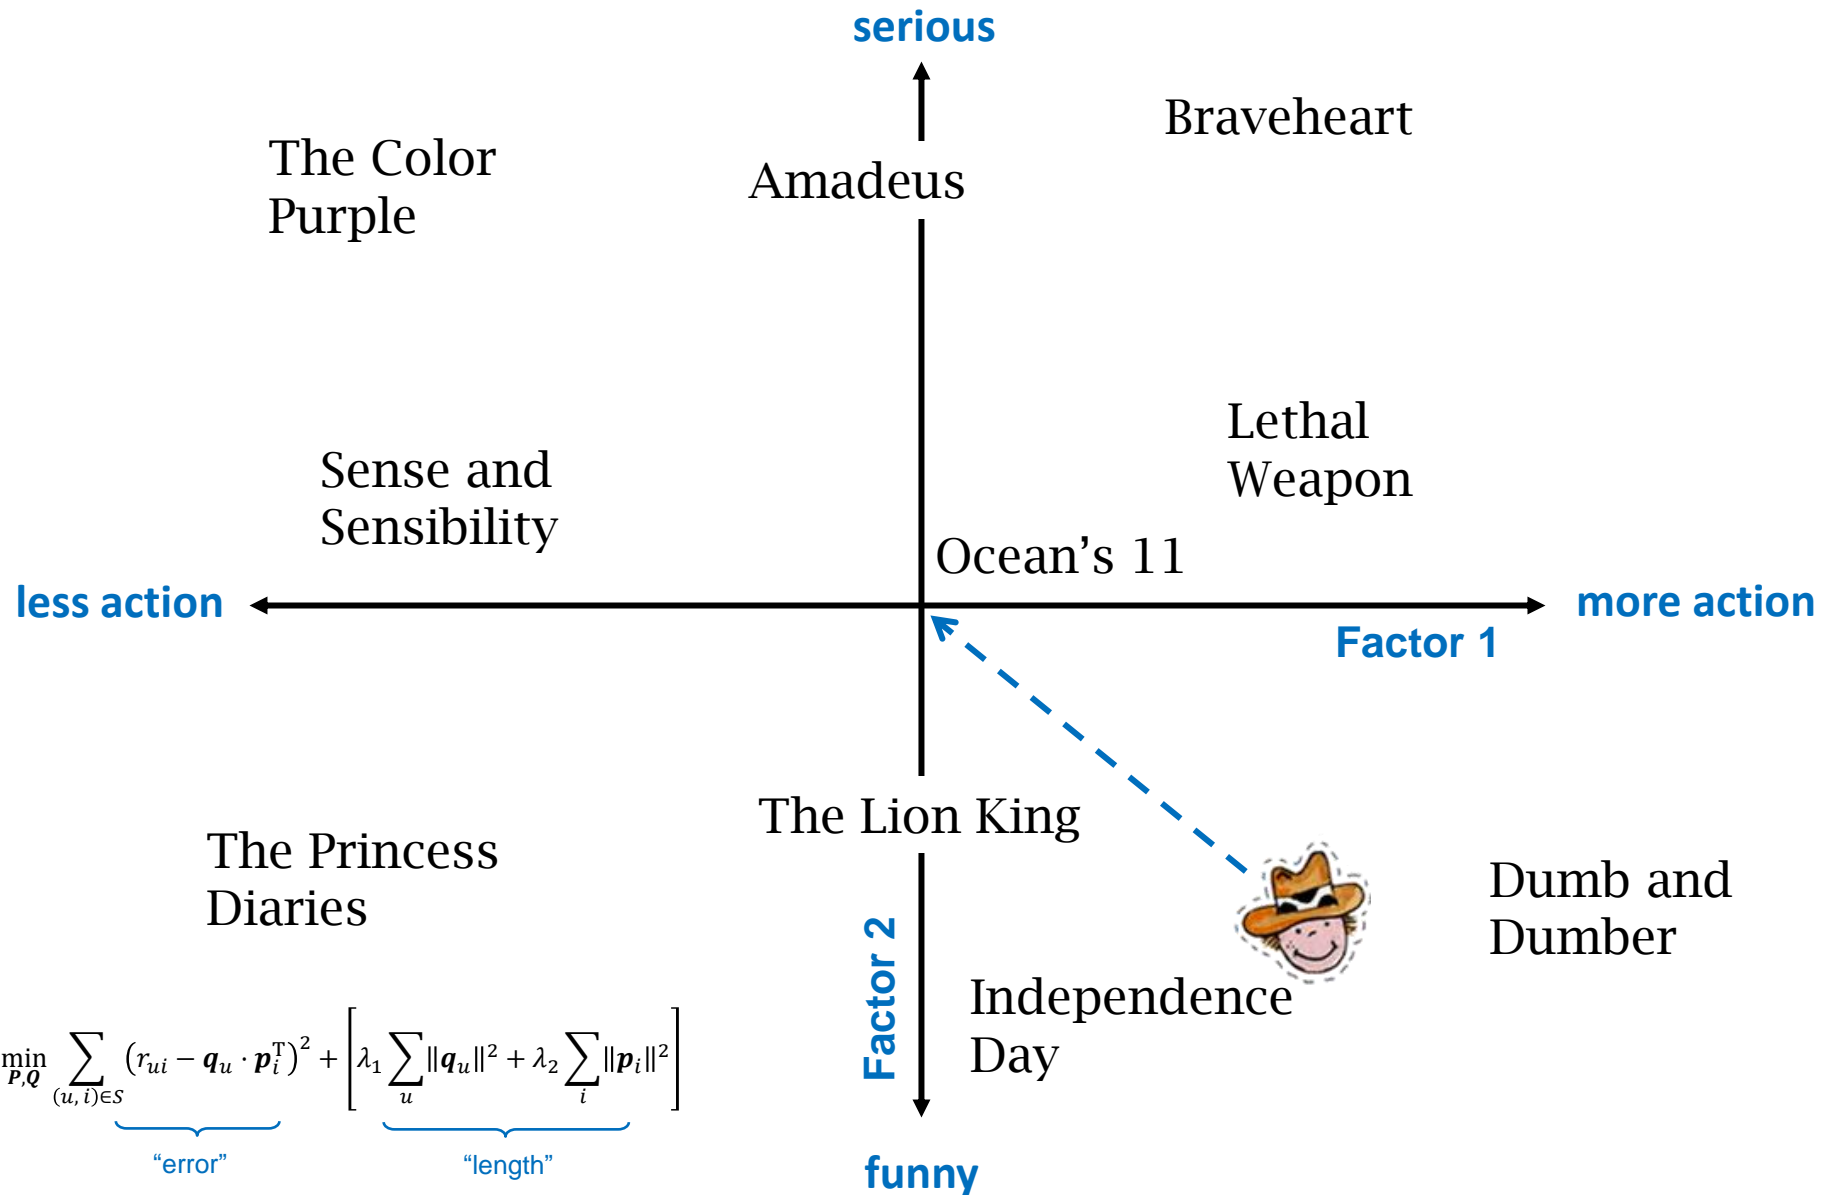 serious
Braveheart
The Color
Purple
Amadeus
Lethal
Weapon
Sense and
Sensibility
Ocean’s 11
less action
more action
Factor 1
The Lion King
The Princess
Diaries
Dumb and
Dumber
Factor 2
Independence
Day
min P,Q ∑ (u, i)∈S (r_ui − q_u · p_i^T)^2 + [λ_1 ∑ u ‖q_u‖^2 + λ_2 ∑ i ‖p_i‖^2]
“error”
“length”
funny